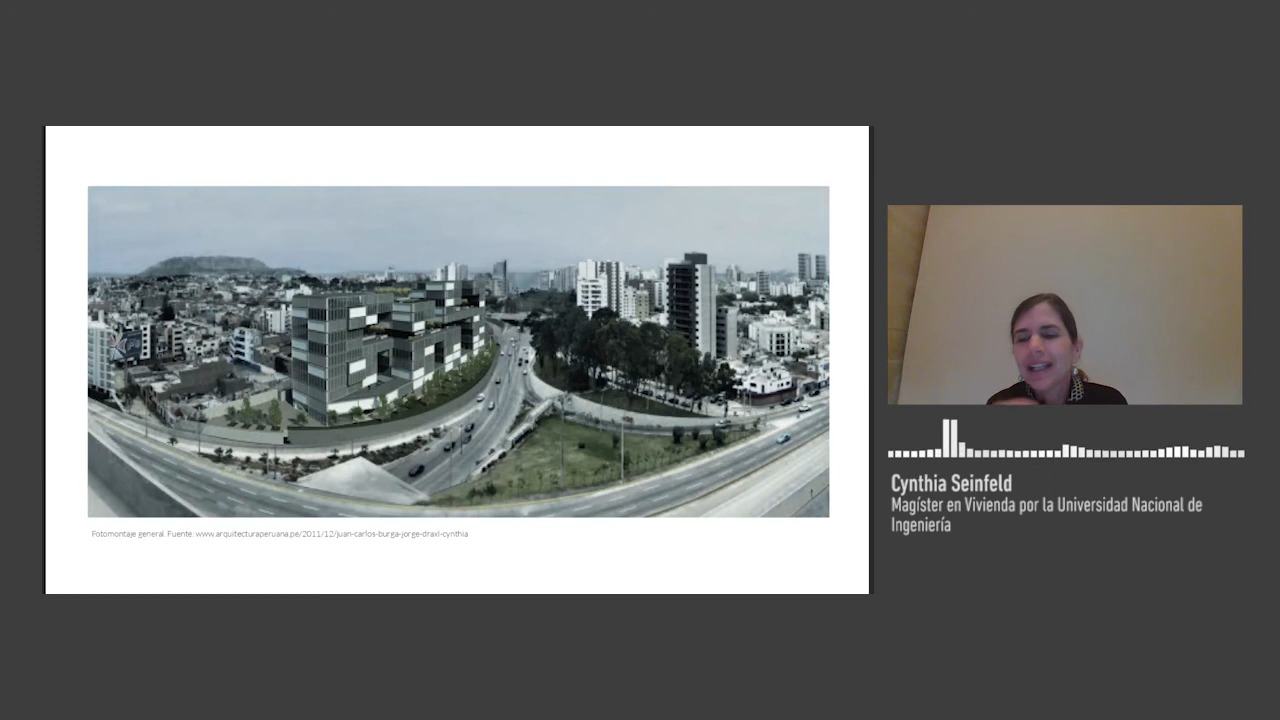 Fotomontaje general. Fuente: www.arquitecturaperuana.pe/2011/12/juan-carlos-burga-jorge-draxl-cynthia
Cynthia Seinfeld
Magíster en Vivienda por la Universidad Nacional de
Ingeniería